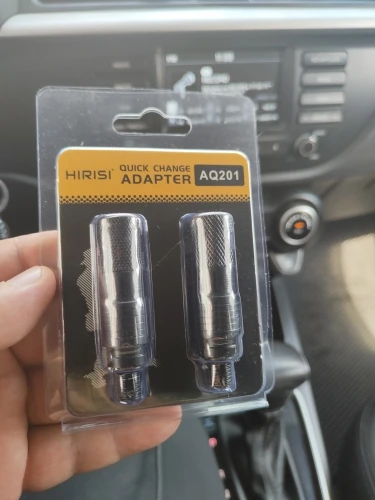 HIRISI
QUICK CHANGE
ADAPTER
AQ201